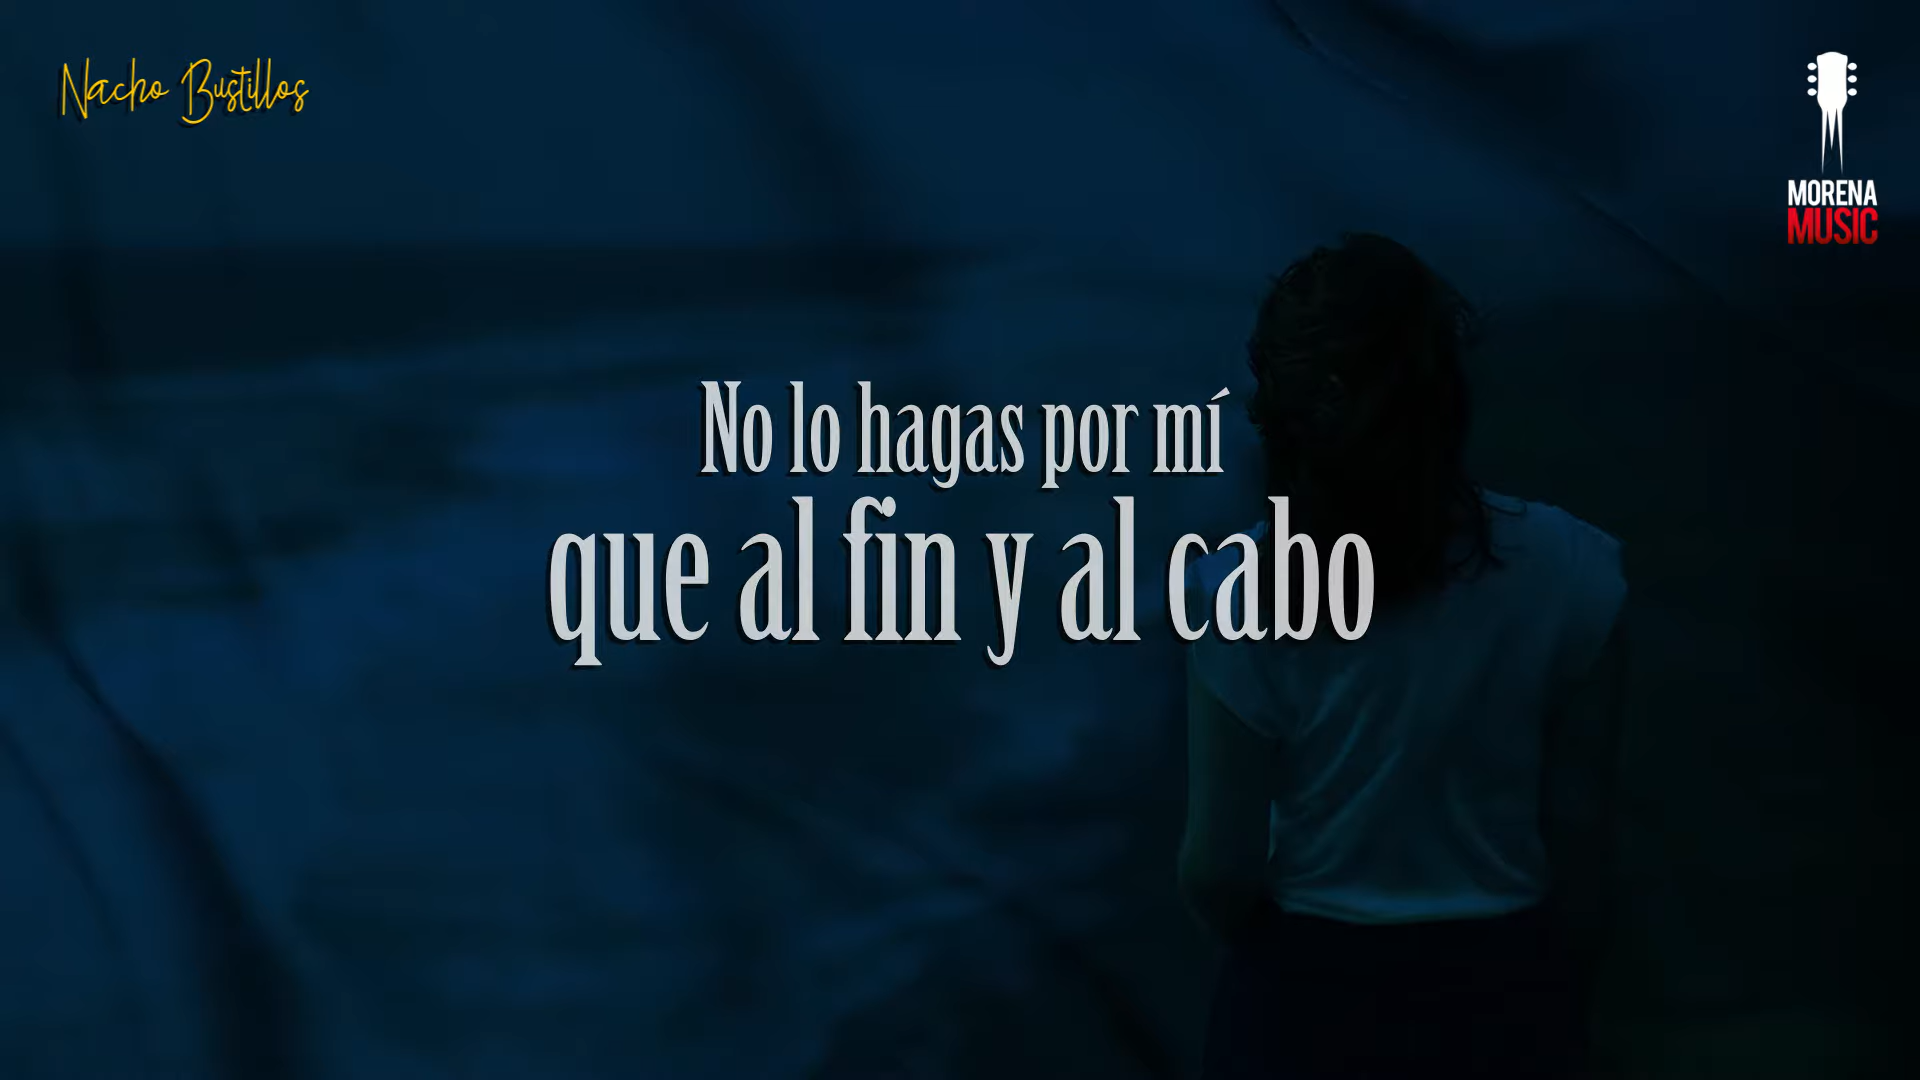 Nacho Bustillos
MORENA
MUSIC
No lo hagas por mí
que al fin y al cabo